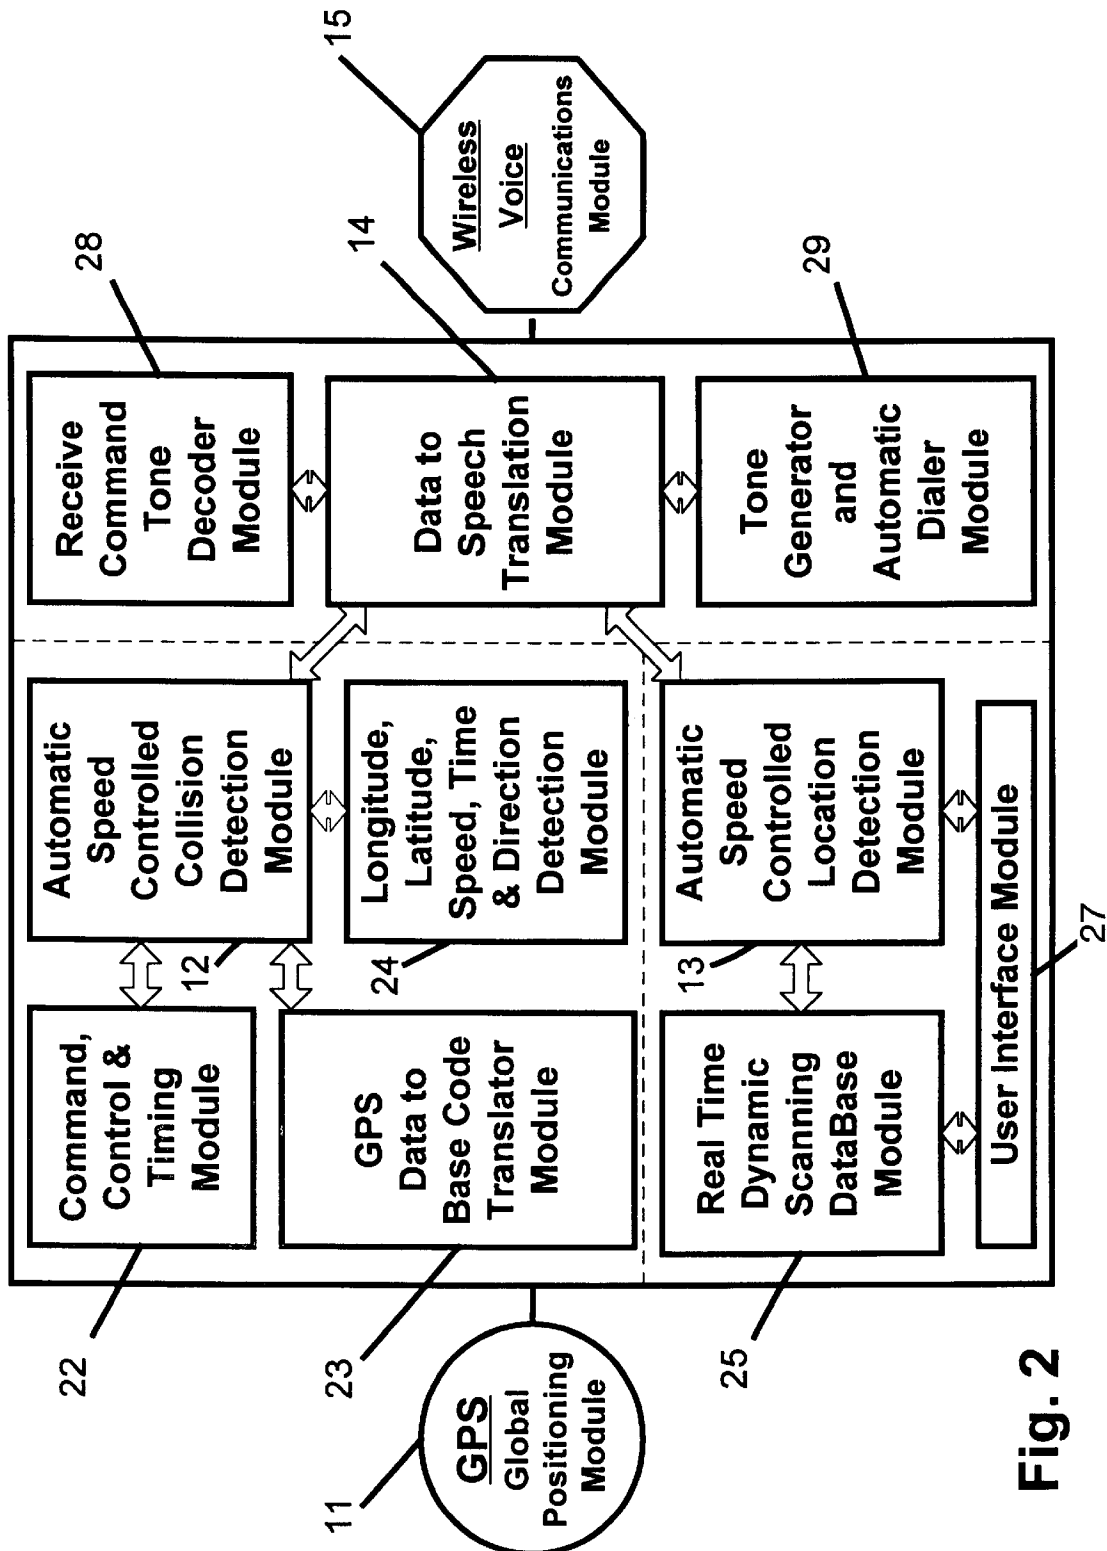 11
GPS
Global
Positioning
Module
22
Command,
Control &
Timing
Module
23
GPS
Data to
Base Code
Translator
Module
25
Real Time
Dynamic
Scanning
DataBase
Module
12
Automatic
Speed
Controlled
Collision
Detection
Module
24
Longitude,
Latitude,
Speed, Time
& Direction
Detection
Module
13
Automatic
Speed
Controlled
Location
Detection
Module
User Interface Module
27
28
Receive
Command
Tone
Decoder
Module
14
Data to
Speech
Translation
Module
29
Tone
Generator
and
Automatic
Dialer
Module
15
Wireless
Voice
Communications
Module
Fig. 2